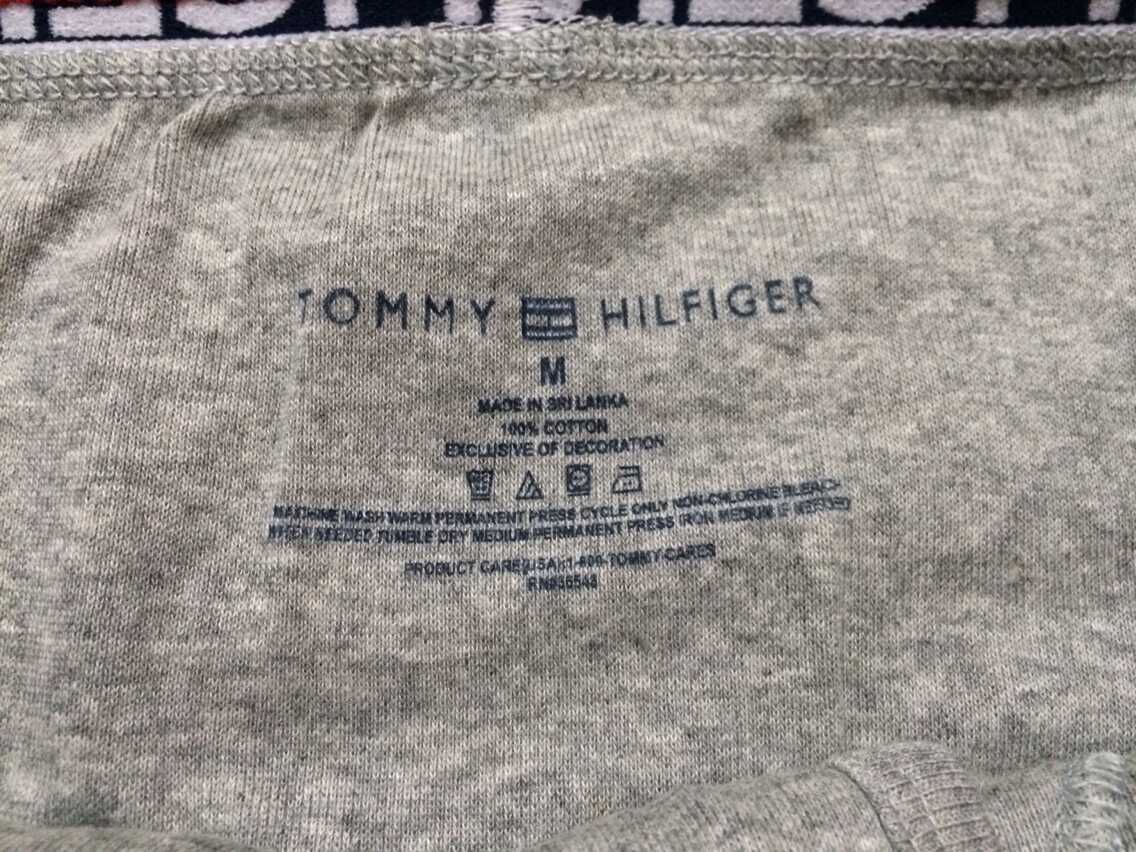 TOMMY HILFIGER
M
MADE IN SRI LANKA
100% COTTON
EXCLUSIVE OF DECORATION
MACHINE WASH WARM PERMANENT PRESS CYCLE ONLY NON-CHLORINE BLEACH
WHEN NEEDED TUMBLE DRY MEDIUM PERMANENT PRESS IRON MEDIUM IF NEEDED
PRODUCT CARE(USA):1-800-TOMMY-CARES